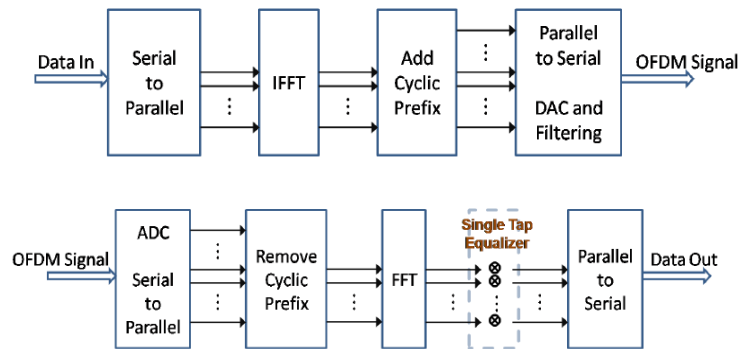 Data In
Serial
to
Parallel
IFFT
Add
Cyclic
Prefix
Parallel
to Serial
DAC and
Filtering
OFDM Signal
OFDM Signal
ADC
Serial
to
Parallel
Remove
Cyclic
Prefix
FFT
Single Tap
Equalizer
Parallel
to
Serial
Data Out